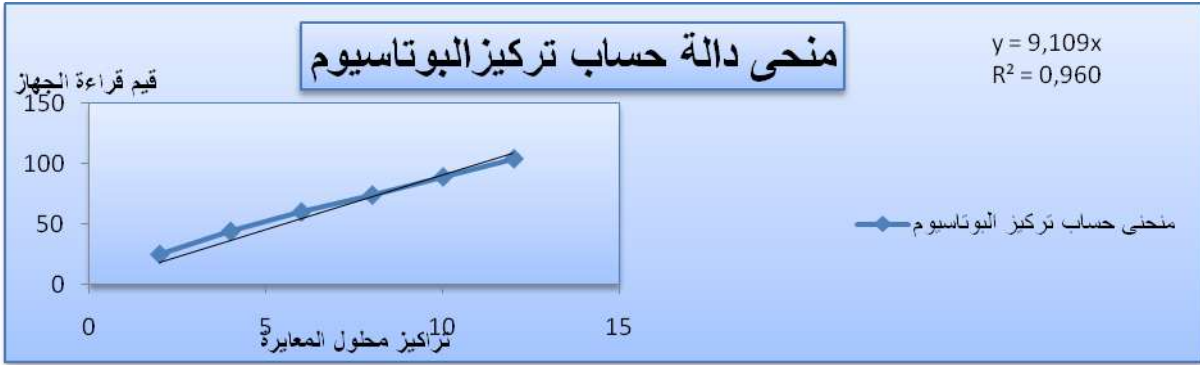 منحى دالة حساب تركيزالبوتاسيوم
y = 9,109x
R² = 0,960
قيم قراءة الجهاز
150
100
50
0
0 5 10 15
تراكيز محلول المعايرة
منحنى حساب تركيز البوتاسيوم